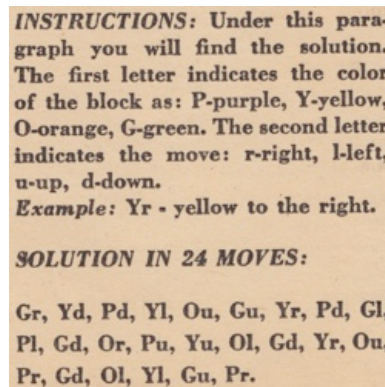 INSTRUCTIONS: Under this para-
graph you will find the solution.
The first letter indicates the color
of the block as: P-purple, Y-yellow,
O-orange, G-green. The second letter
indicates the move: r-right, l-left,
u-up, d-down.
Example: Yr - yellow to the right.
SOLUTION IN 24 MOVES:
Gr, Yd, Pd, Yl, Ou, Gu, Yr, Pd, Gl,
Pl, Gd, Or, Pu, Yu, Ol, Gd, Yr, Ou,
Pr, Gd, Ol, Yl, Gu, Pr.